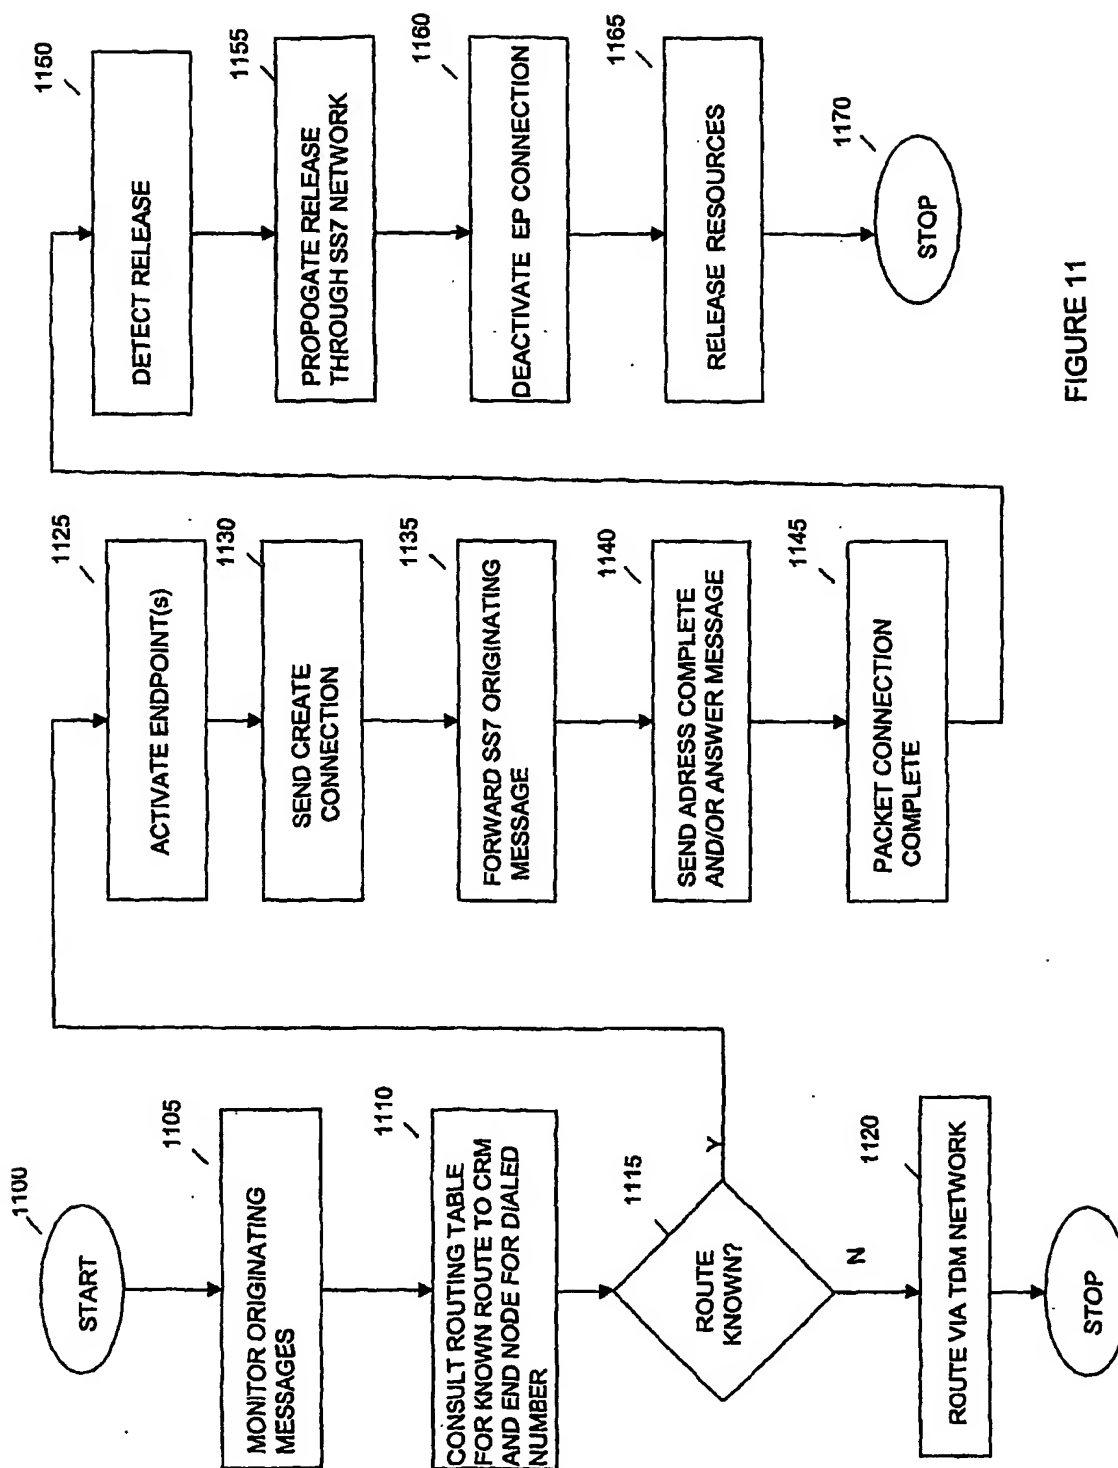 1100
START
1105
MONITOR ORIGINATING
MESSAGES
1110
CONSULT ROUTING TABLE
FOR KNOWN ROUTE TO CRM
AND END NODE FOR DIALED
NUMBER
1115
ROUTE
KNOWN?
Y
N
1120
ROUTE VIA TDM NETWORK
STOP
1125
ACTIVATE ENDPOINT(s)
1130
SEND CREATE
CONNECTION
1135
FORWARD SS7 ORIGINATING
MESSAGE
1140
SEND ADRESS COMPLETE
AND/OR ANSWER MESSAGE
1145
PACKET CONNECTION
COMPLETE
1150
DETECT RELEASE
1155
PROPOGATE RELEASE
THROUGH SS7 NETWORK
1160
DEACTIVATE EP CONNECTION
1165
RELEASE RESOURCES
1170
STOP
FIGURE 11